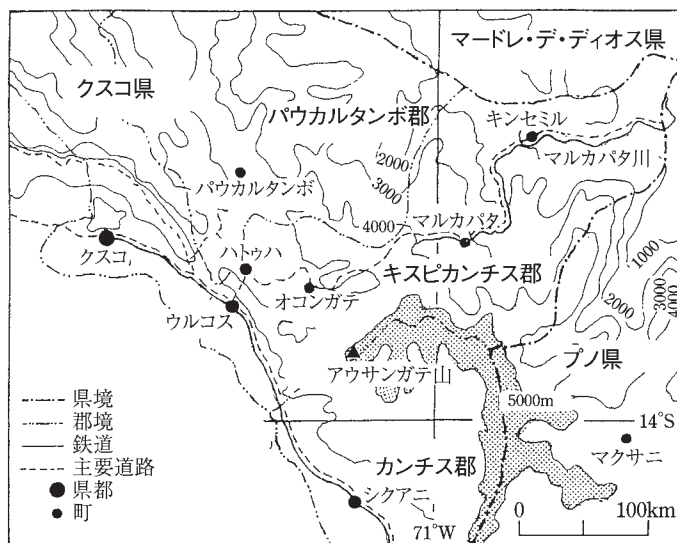 マードレ・デ・ディオス県
クスコ県
パウカルタンボ郡
キンセミル
マルカパタ川
2000
3000
パウカルタンボ
4000
マルカパタ
クスコ
ハトゥハ
キスピカンチス郡
オコンガテ
1000
2000
3000
4000
ウルコス
アウサンガテ山
プノ県
5000m
県境
郡境
14°S
鉄道
カンチス郡
マクサニ
主要道路
県都
シクアニ
町
71°W
0 100km